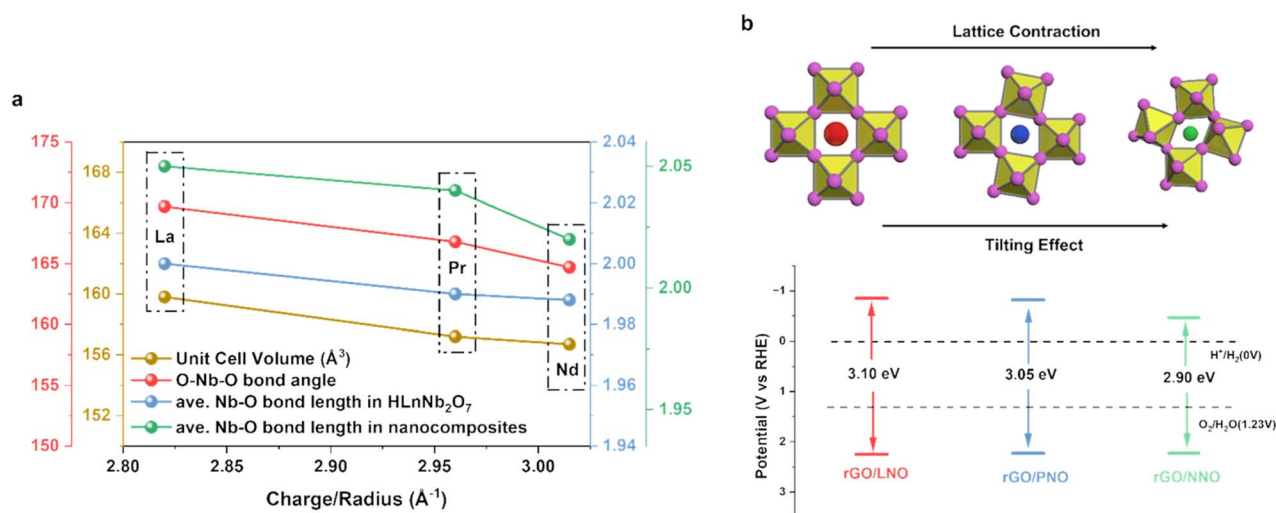 a
175
170
165
160
155
150
168
164
160
156
152
2.04
2.02
2.00
1.98
1.96
1.94
2.05
2.00
1.95
La
Pr
Nd
Unit Cell Volume (Å³)
O-Nb-O bond angle
ave. Nb-O bond length in HLnNb₂O₇
ave. Nb-O bond length in nanocomposites
2.80 2.85 2.90 2.95 3.00
Charge/Radius (Å⁻¹)
b
Lattice Contraction
Tilting Effect
Potential (V vs RHE)
−1
0
1
2
3
H⁺/H₂(0V)
3.10 eV 3.05 eV 2.90 eV
O₂/H₂O(1.23V)
rGO/LNO rGO/PNO rGO/NNO